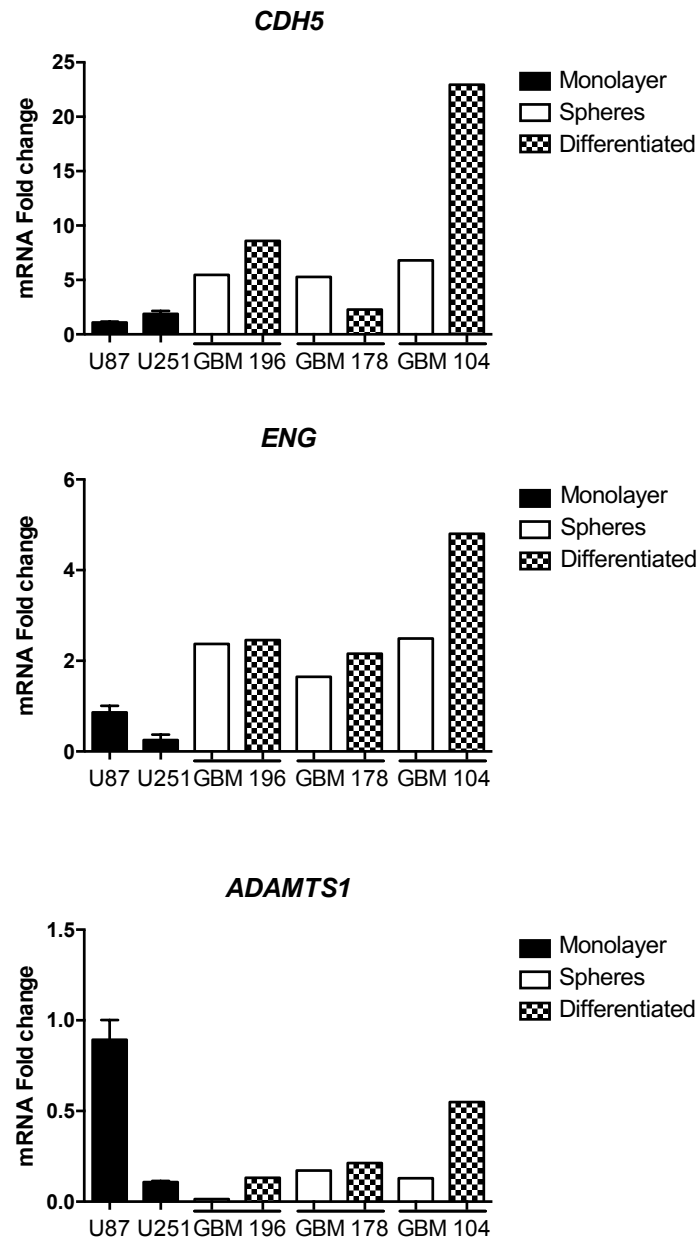 CDH5
mRNA Fold change
25
20
15
10
5
0
U87 U251 GBM 196 GBM 178 GBM 104
Monolayer
Spheres
Differentiated
ENG
mRNA Fold change
6
4
2
0
U87 U251 GBM 196 GBM 178 GBM 104
Monolayer
Spheres
Differentiated
ADAMTS1
mRNA Fold change
1.5
1.0
0.5
0.0
U87 U251 GBM 196 GBM 178 GBM 104
Monolayer
Spheres
Differentiated